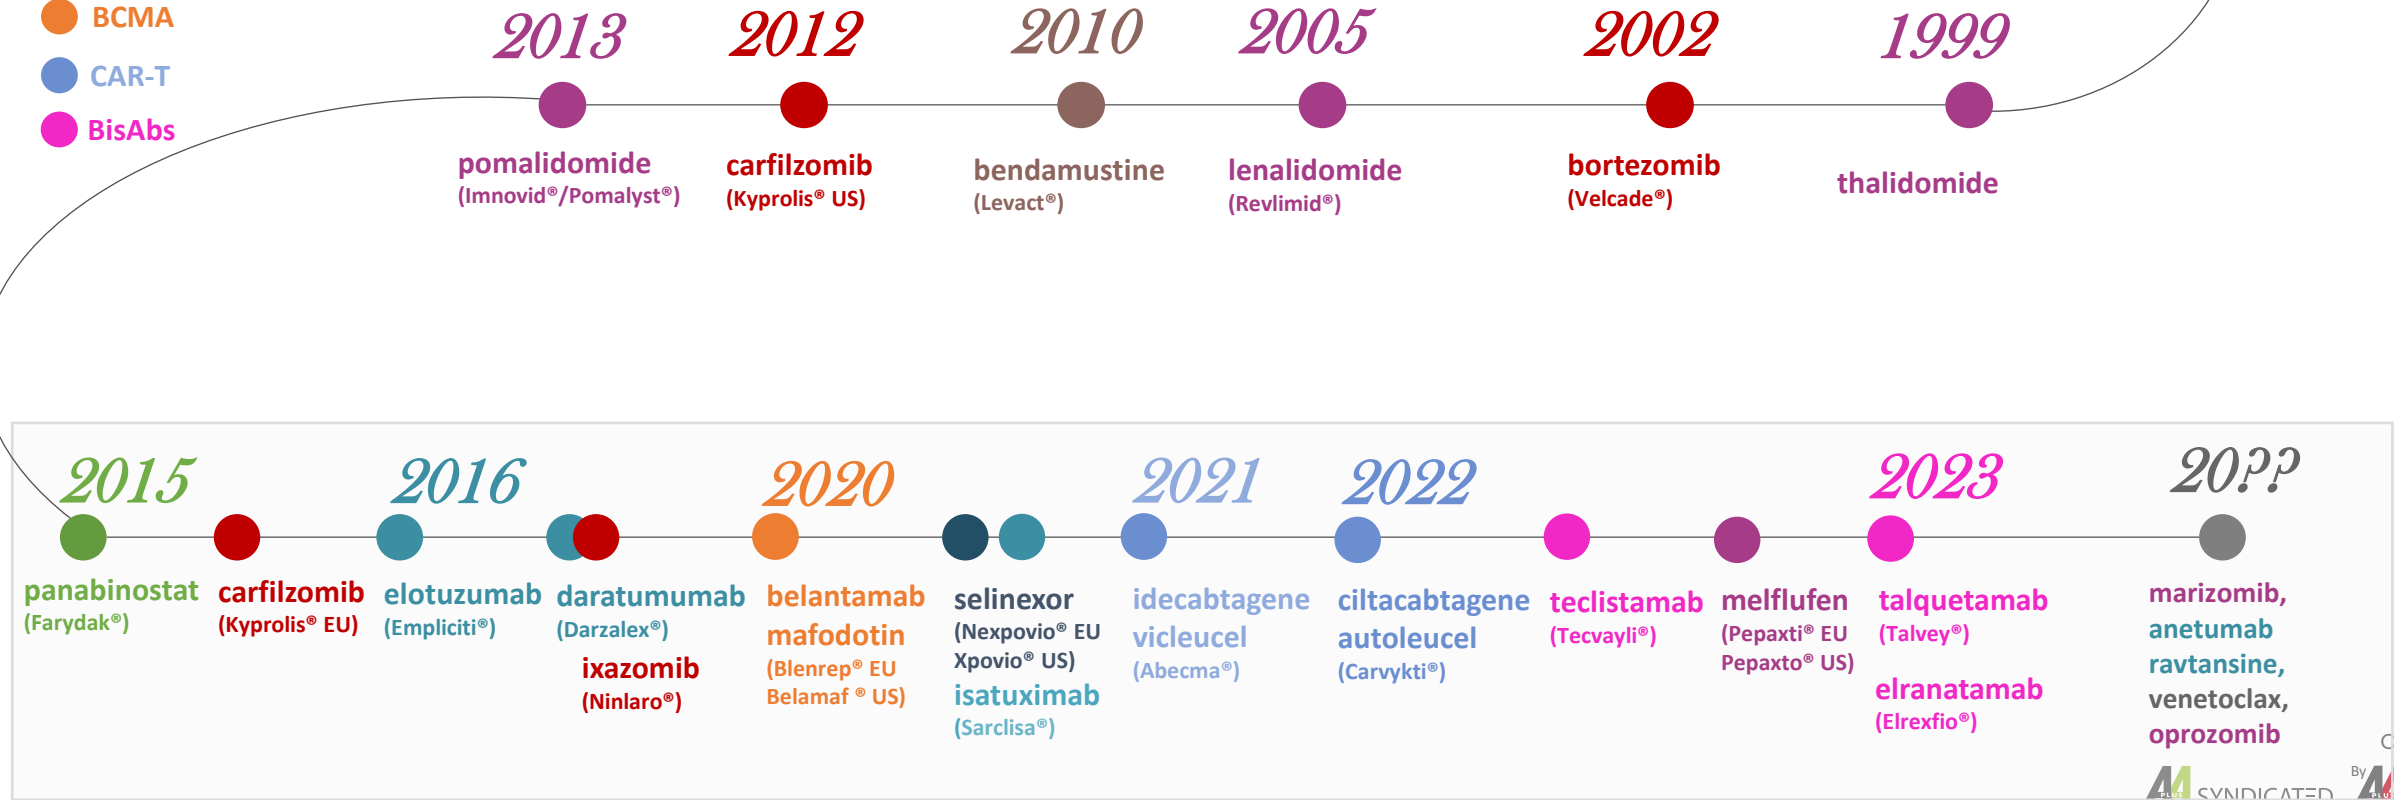 BCMA
CAR-T
BisAbs
2013
2012
2010
2005
2002
1999
pomalidomide
(Imnovid®/Pomalyst®)
carfilzomib
(Kyprolis® US)
bendamustine
(Levact®)
lenalidomide
(Revlimid®)
bortezomib
(Velcade®)
thalidomide
2015
2016
2020
2021
2022
2023
20??
panabinostat
(Farydak®)
carfilzomib
(Kyprolis® EU)
elotuzumab
(Empliciti®)
daratumumab
(Darzalex®)
ixazomib
(Ninlaro®)
belantamab
mafodotin
(Blenrep® EU
Belamaf ® US)
selinexor
(Nexpovio® EU
Xpovio® US)
isatuximab
(Sarclisa®)
idecabtagene
vicleucel
(Abecma®)
ciltacabtagene
autoleucel
(Carvykti®)
teclistamab
(Tecvayli®)
melflufen
(Pepaxti® EU
Pepaxto® US)
talquetamab
(Talvey®)
elranatamab
(Elrexfio®)
marizomib,
anetumab
ravtansine,
venetoclax,
oprozomib
SYNDICATED
By